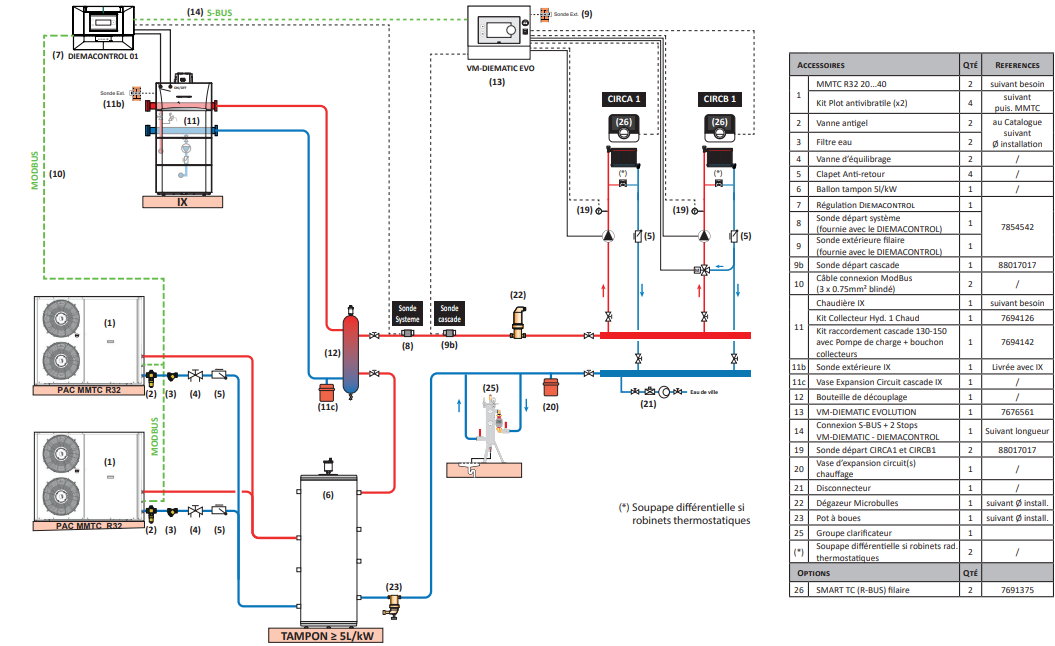 (14) S-BUS
Sonde Ext. (9)
(7) DIEMACONTROL 01
VM-DIEMATIC EVO
(13)
ON/OFF
Sonde Ext.
(11b)
(11)
IX
MODBUS
(10)
CIRCA 1
CIRCB 1
(26)
(26)
(*)
(*)
(19)
(5)
(19)
(5)
M
(1)
PAC MMTC R32
(2) (3) (4) (5)
MODBUS
(1)
PAC MMTC R32
(2) (3) (4) (5)
(12)
(11c)
Sonde
Systeme
(8)
Sonde
cascade
(9b)
(22)
(25)
(20)
(21)
Eau de ville
(6)
(23)
TAMPON ≥ 5L/kW
(*) Soupape différentielle si
robinets thermostatiques
ACCESSOIRES QTÉ REFERENCES
1 MMTC R32 20...40 2 suivant besoin
Kit Plot antivibratile (x2) 4 suivant
puis. MMTC
2 Vanne antigel 2 au Catalogue
suivant
Ø installation
3 Filtre eau 2
4 Vanne d'équilibrage 2 /
5 Clapet Anti-retour 4 /
6 Ballon tampon 5l/kW 1 /
7 Régulation DIEMACONTROL 1 7854542
8 Sonde départ système
(fournie avec le DIEMACONTROL) 1
9 Sonde extérieure filaire
(fournie avec le DIEMACONTROL) 1
9b Sonde départ cascade 1 88017017
10 Câble connexion ModBus
(3 x 0.75mm² blindé) 2 /
11 Chaudière IX 1 suivant besoin
Kit Collecteur Hyd. 1 Chaud 1 7694126
Kit raccordement cascade 130-150
avec Pompe de charge + bouchon
collecteurs 1 7694142
11b Sonde extérieure IX 1 Livrée avec IX
11c Vase Expansion Circuit cascade IX 1 /
12 Bouteille de découplage 1 /
13 VM-DIEMATIC EVOLUTION 1 7676561
14 Connexion S-BUS + 2 Stops
VM-DIEMATIC - DIEMACONTROL 1 Suivant longueur
19 Sonde départ CIRCA1 et CIRCB1 2 88017017
20 Vase d'expansion circuit(s)
chauffage 1 /
21 Disconnecteur 1 /
22 Dégazeur Microbulles 1 suivant Ø install.
23 Pot à boues 1 suivant Ø install.
25 Groupe clarificateur 1
(*) Soupape différentielle si robinets rad.
thermostatiques 2 /
OPTIONS QTÉ
26 SMART TC (R-BUS) filaire 2 7691375